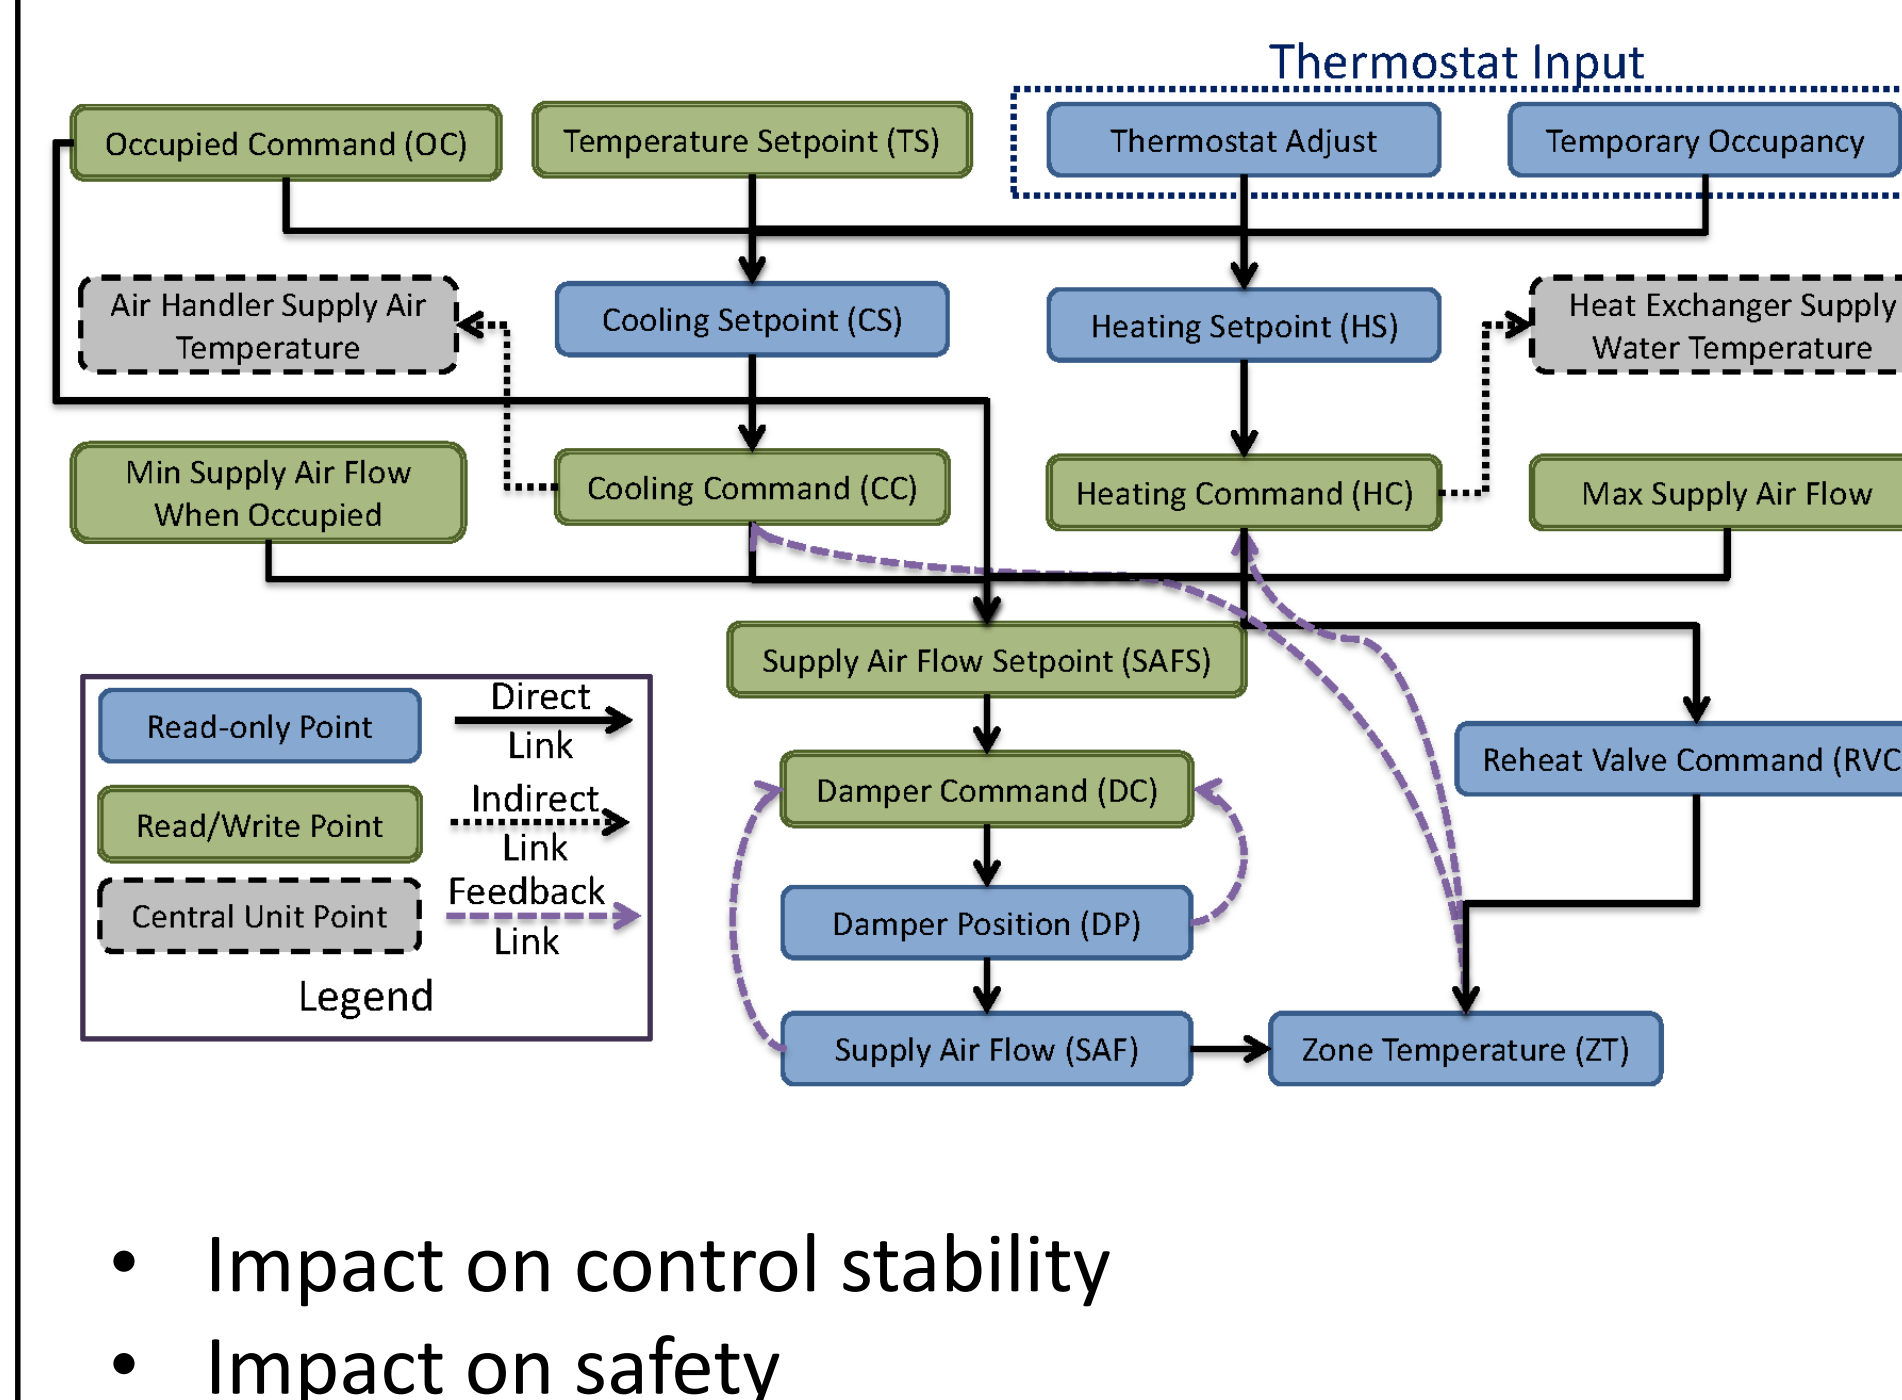 Thermostat Input
Occupied Command (OC)
Temperature Setpoint (TS)
Thermostat Adjust
Temporary Occupancy
Air Handler Supply Air
Temperature
Cooling Setpoint (CS)
Heating Setpoint (HS)
Heat Exchanger Supply
Water Temperature
Min Supply Air Flow
When Occupied
Cooling Command (CC)
Heating Command (HC)
Max Supply Air Flow
Supply Air Flow Setpoint (SAFS)
Read-only Point
Direct
Link
Reheat Valve Command (RVC
Damper Command (DC)
Read/Write Point
Indirect
Link
Central Unit Point
Feedback
Link
Damper Position (DP)
Legend
Supply Air Flow (SAF)
Zone Temperature (ZT)
• Impact on control stability
• Impact on safety